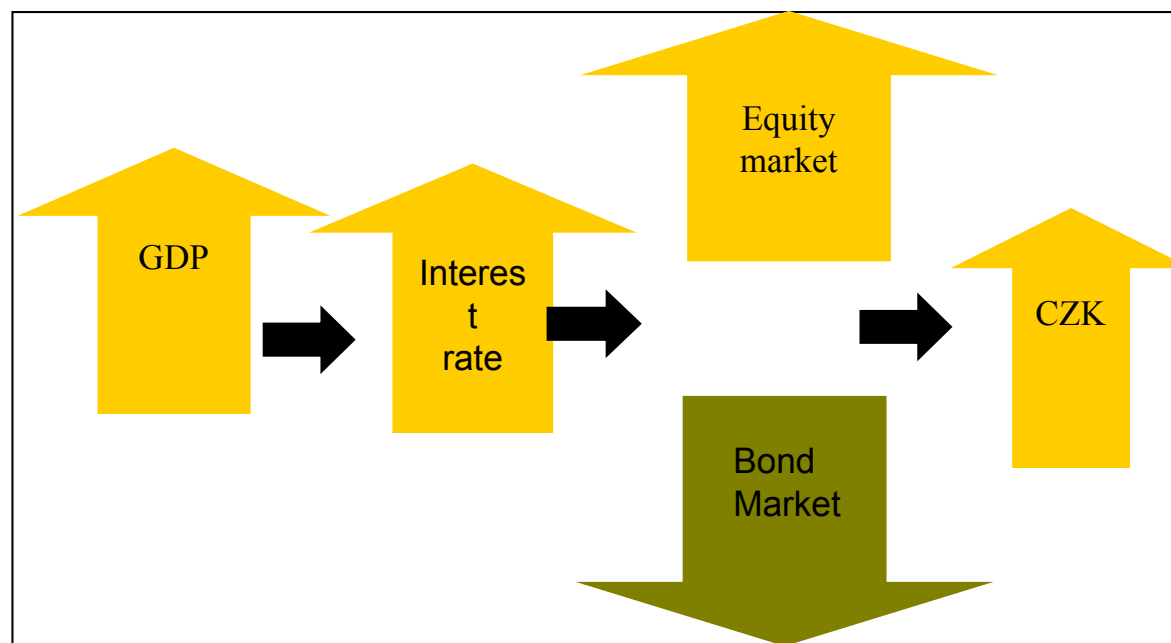 GDP
Interes
t
rate
Equity
market
Bond
Market
CZK